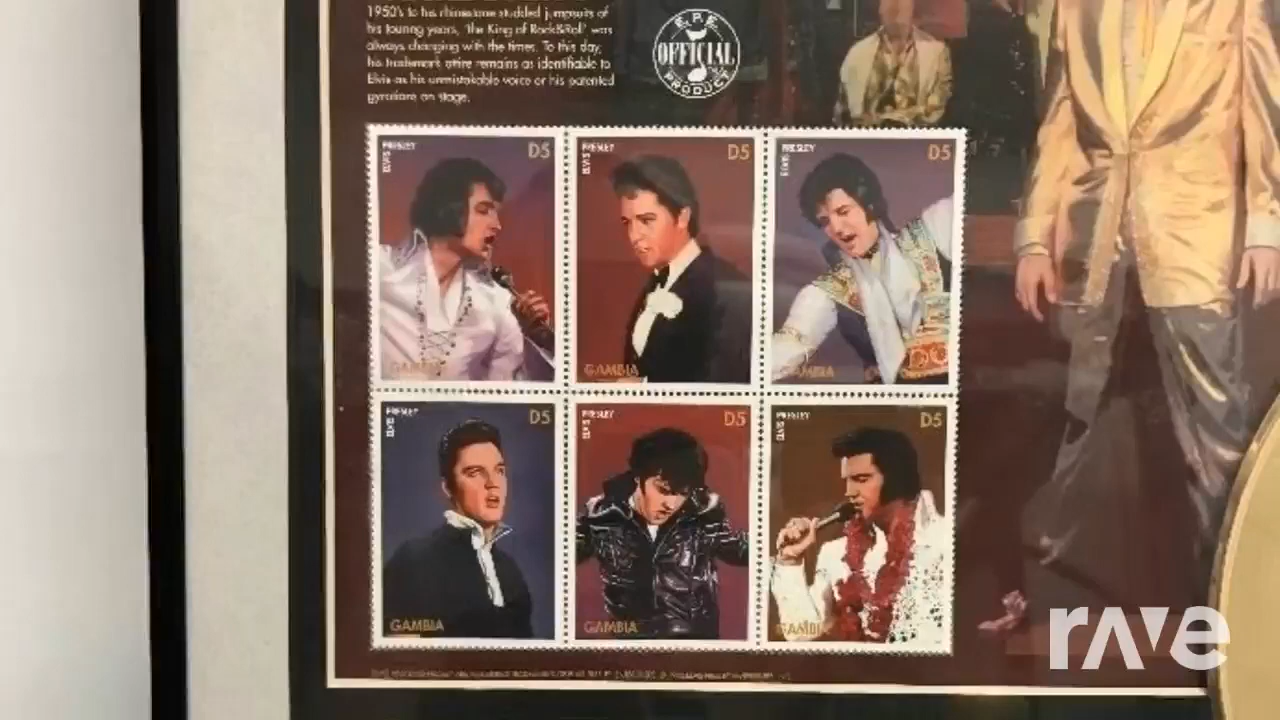 1950's to his rhinestone studded jumpsuits of
his touring years, "The King of Rock&Roll" was
always changing with the times. To this day,
his trademark attire remains as identifiable to
Elvis as his unmistakable voice or his patented
gyrations on stage.
E.P.E.
OFFICIAL
PRODUCT
ELVIS PRESLEY D5
GAMBIA
ELVIS PRESLEY D5
GAMBIA
ELVIS PRESLEY D5
GAMBIA
ELVIS PRESLEY D5
GAMBIA
ELVIS PRESLEY D5
GAMBIA
ELVIS PRESLEY D5
GAMBIA
rave